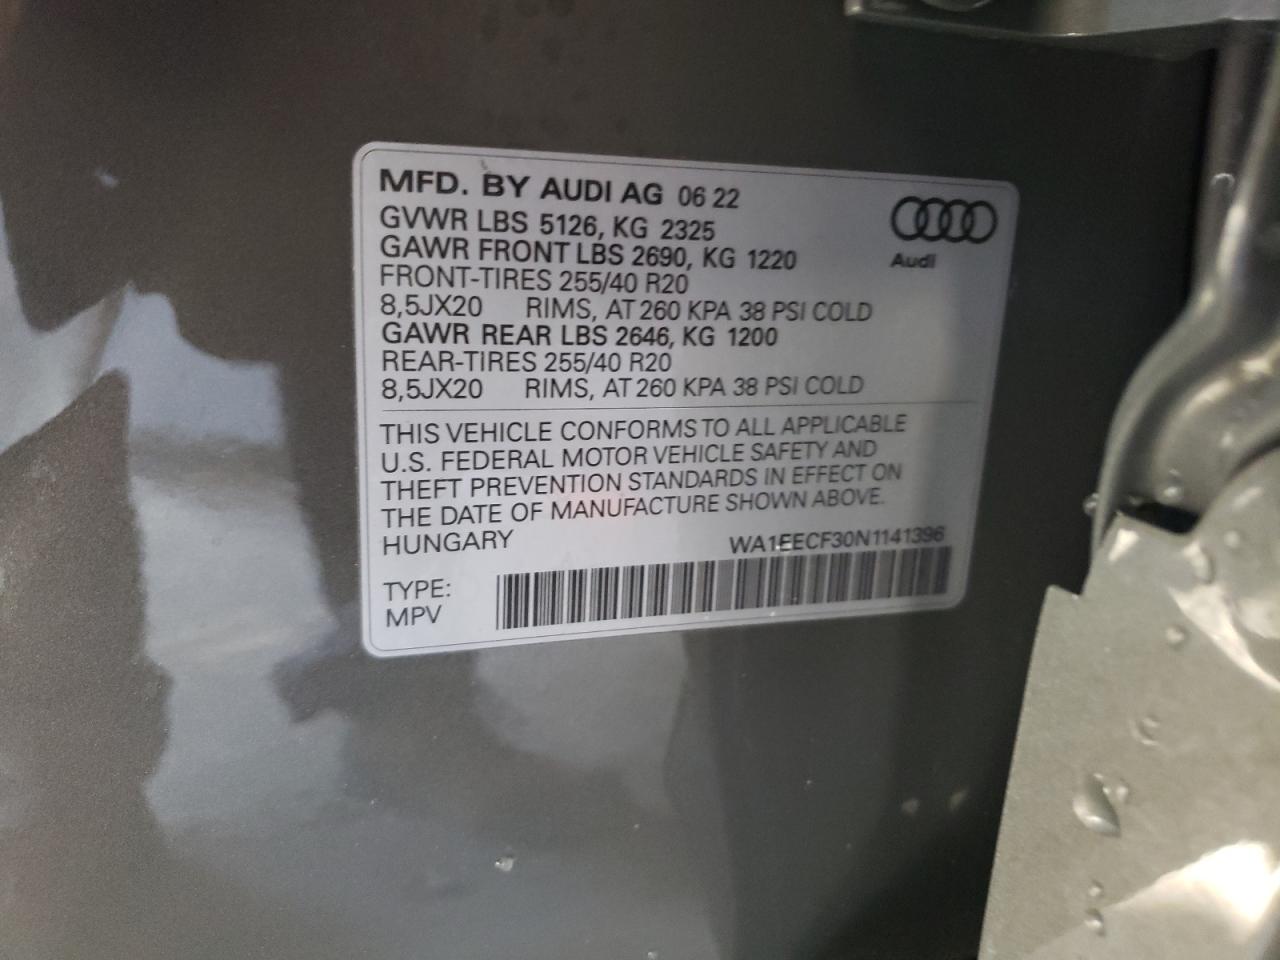 MFD. BY AUDI AG 06 22
GVWR LBS 5126, KG 2325
GAWR FRONT LBS 2690, KG 1220
FRONT-TIRES 255/40 R20
8,5JX20 RIMS, AT 260 KPA 38 PSI COLD
GAWR REAR LBS 2646, KG 1200
REAR-TIRES 255/40 R20
8,5JX20 RIMS, AT 260 KPA 38 PSI COLD
Audi
THIS VEHICLE CONFORMS TO ALL APPLICABLE
U.S. FEDERAL MOTOR VEHICLE SAFETY AND
THEFT PREVENTION STANDARDS IN EFFECT ON
THE DATE OF MANUFACTURE SHOWN ABOVE.
HUNGARY WA1EECF30N1141396
TYPE:
MPV